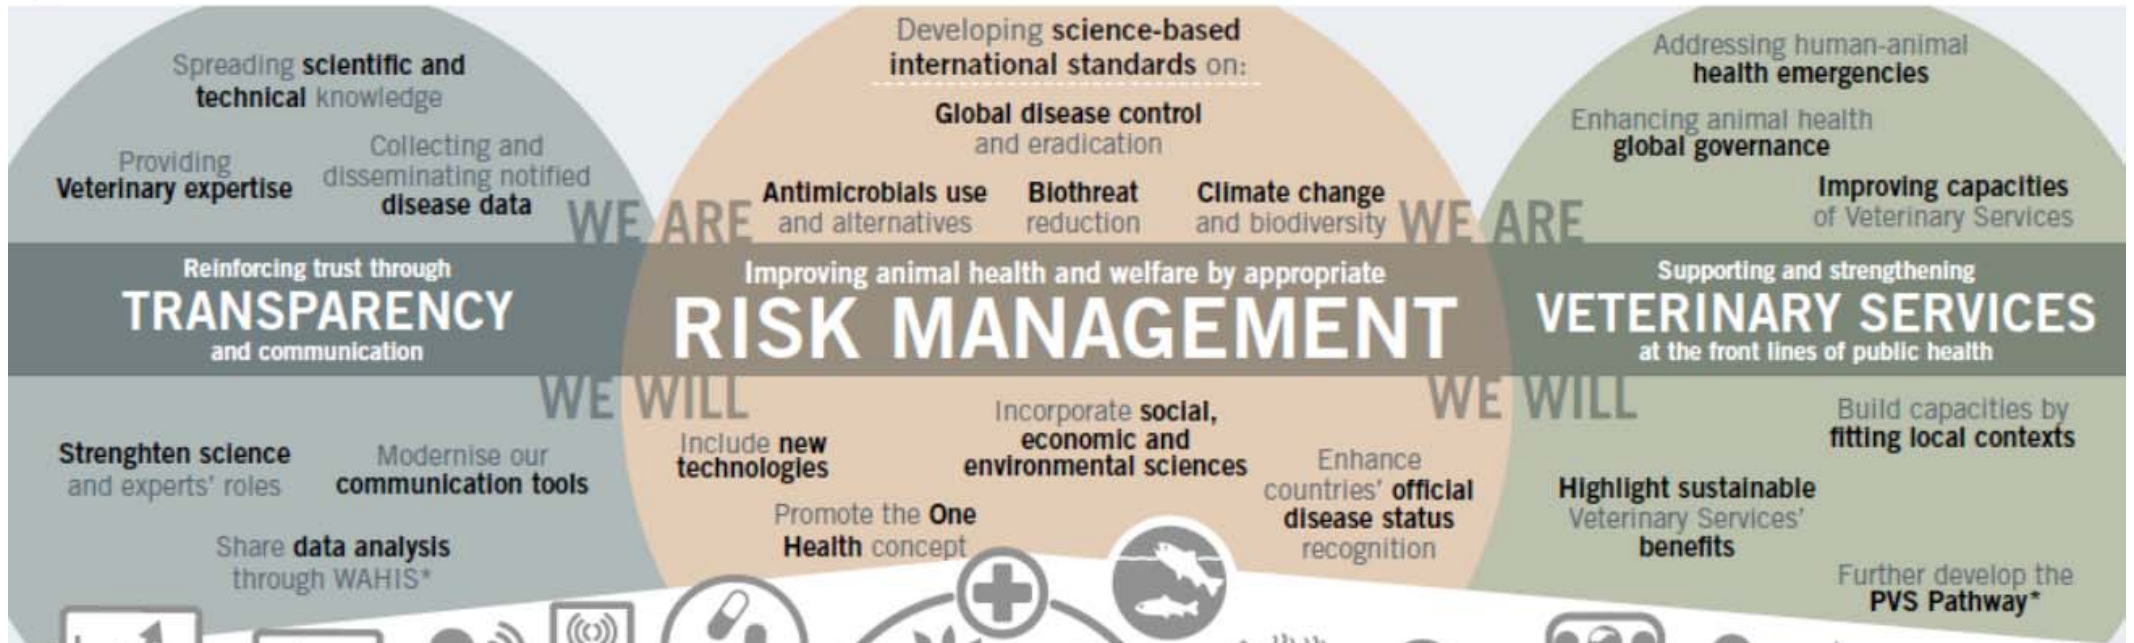 Spreading scientific and
technical knowledge
Providing
Veterinary expertise
Collecting and
disseminating notified
disease data
WE ARE
Reinforcing trust through
TRANSPARENCY
and communication
WE WILL
Strenghten science
and experts' roles
Modernise our
communication tools
Share data analysis
through WAHIS*
Developing science-based
international standards on:
Global disease control
and eradication
Antimicrobials use
and alternatives
Biothreat
reduction
Climate change
and biodiversity
WE ARE
Improving animal health and welfare by appropriate
RISK MANAGEMENT
WE WILL
Include new
technologies
Incorporate social,
economic and
environmental sciences
Promote the One
Health concept
Enhance
countries' official
disease status
recognition
Addressing human-animal
health emergencies
Enhancing animal health
global governance
Improving capacities
of Veterinary Services
Supporting and strengthening
VETERINARY SERVICES
at the front lines of public health
Build capacities by
fitting local contexts
Highlight sustainable
Veterinary Services'
benefits
Further develop the
PVS Pathway*